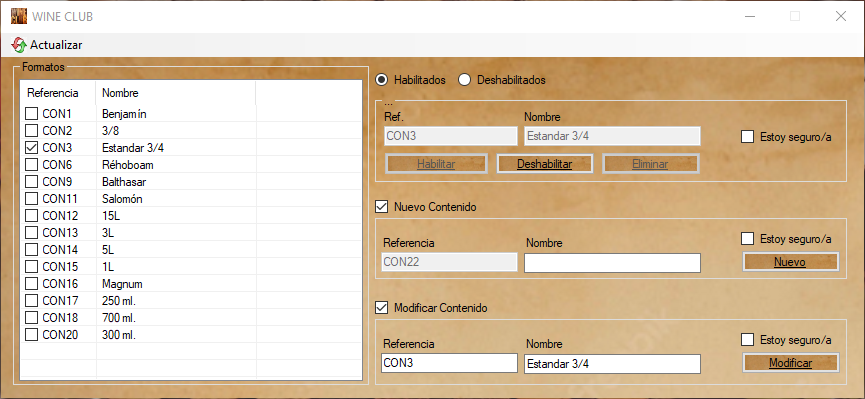 WINE CLUB
Actualizar
Formatos
Referencia Nombre
CON1 Benjamín
CON2 3/8
CON3 Estandar 3/4
CON6 Réhoboam
CON9 Balthasar
CON11 Salomón
CON12 15L
CON13 3L
CON14 5L
CON15 1L
CON16 Magnum
CON17 250 ml.
CON18 700 ml.
CON20 300 ml.
Habilitados Deshabilitados
...
Ref. Nombre
CON3 Estandar 3/4 Estoy seguro/a
Habilitar Deshabilitar Eliminar
Nuevo Contenido
Referencia Nombre Estoy seguro/a
CON22 Nuevo
Modificar Contenido
Referencia Nombre Estoy seguro/a
CON3 Estandar 3/4 Modificar